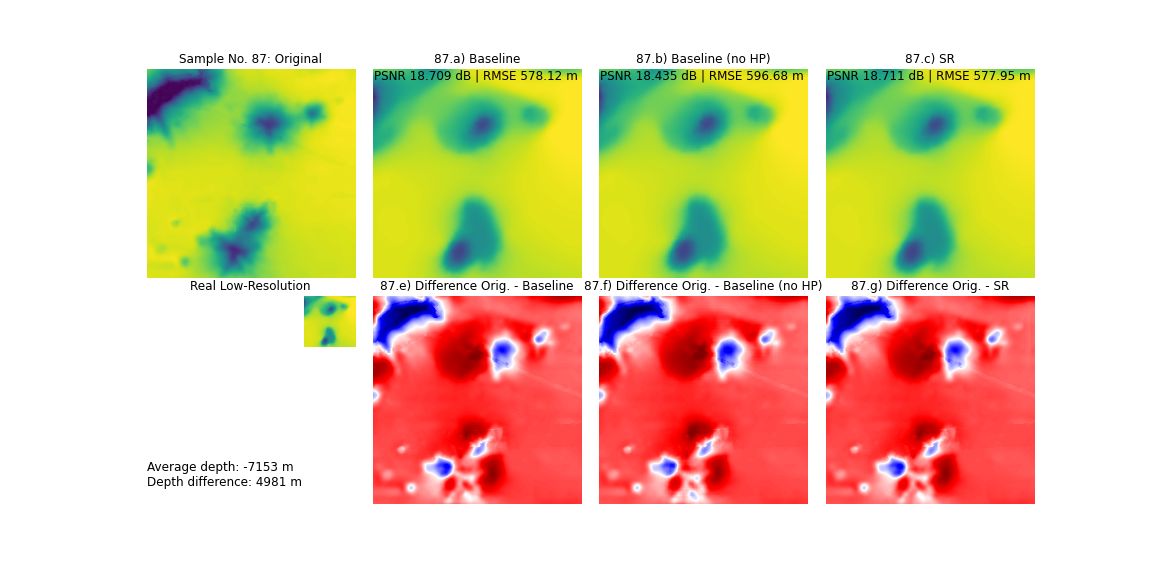 Sample No. 87: Original
87.a) Baseline
87.b) Baseline (no HP)
87.c) SR
PSNR 18.709 dB | RMSE 578.12 m
PSNR 18.435 dB | RMSE 596.68 m
PSNR 18.711 dB | RMSE 577.95 m
Real Low-Resolution
87.e) Difference Orig. - Baseline
87.f) Difference Orig. - Baseline (no HP)
87.g) Difference Orig. - SR
Average depth: -7153 m
Depth difference: 4981 m